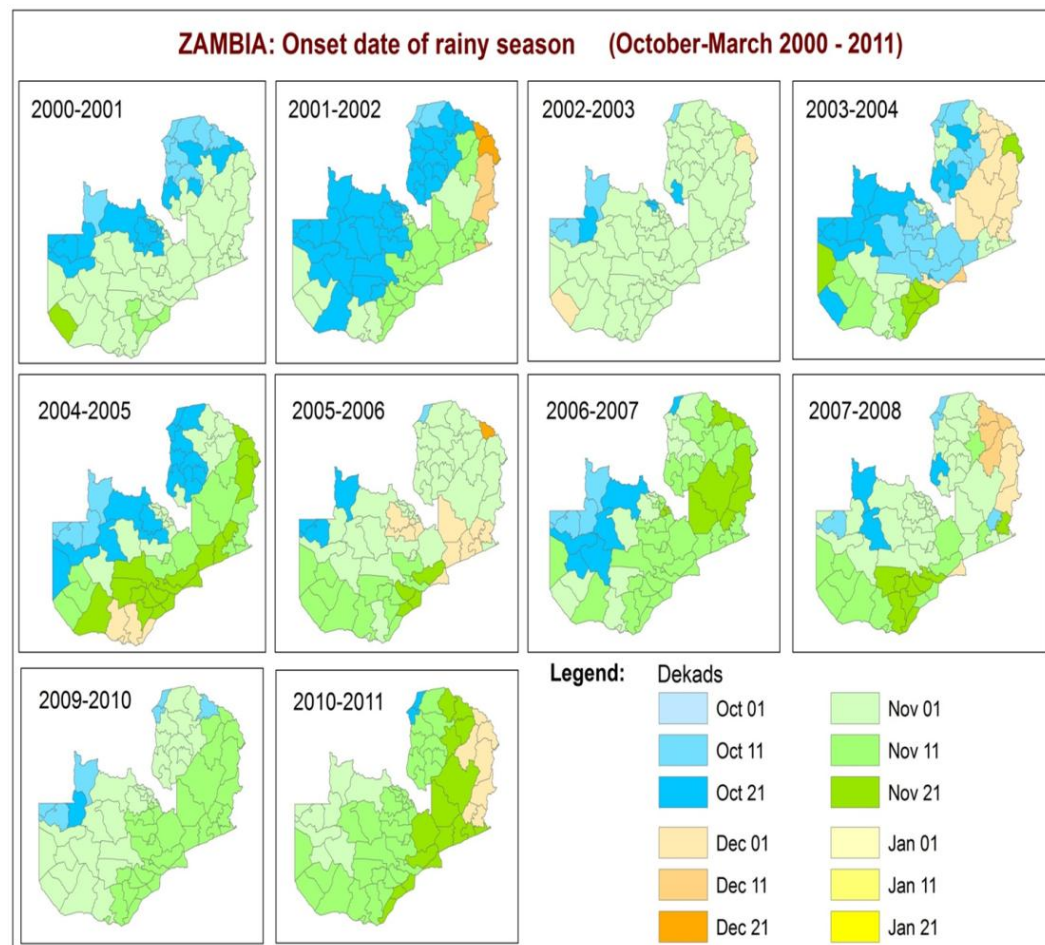 ZAMBIA: Onset date of rainy season (October-March 2000 - 2011)
2000-2001
2001-2002
2002-2003
2003-2004
2004-2005
2005-2006
2006-2007
2007-2008
2009-2010
2010-2011
Legend: Dekads
Oct 01 Nov 01
Oct 11 Nov 11
Oct 21 Nov 21
Dec 01 Jan 01
Dec 11 Jan 11
Dec 21 Jan 21